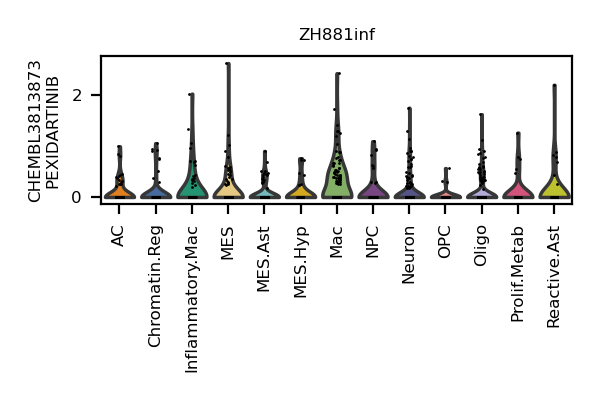 ZH881inf
CHEMBL3813873
PEXIDARTINIB
2
0
AC
Chromatin.Reg
Inflammatory.Mac
MES
MES.Ast
MES.Hyp
Mac
NPC
Neuron
OPC
Oligo
Prolif.Metab
Reactive.Ast